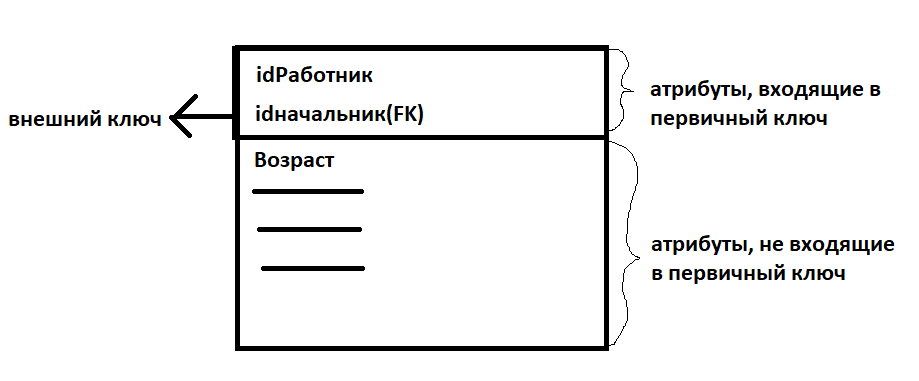 idРаботник
idначальник(FK)
внешний ключ
атрибуты, входящие в
первичный ключ
Возраст
атрибуты, не входящие
в первичный ключ